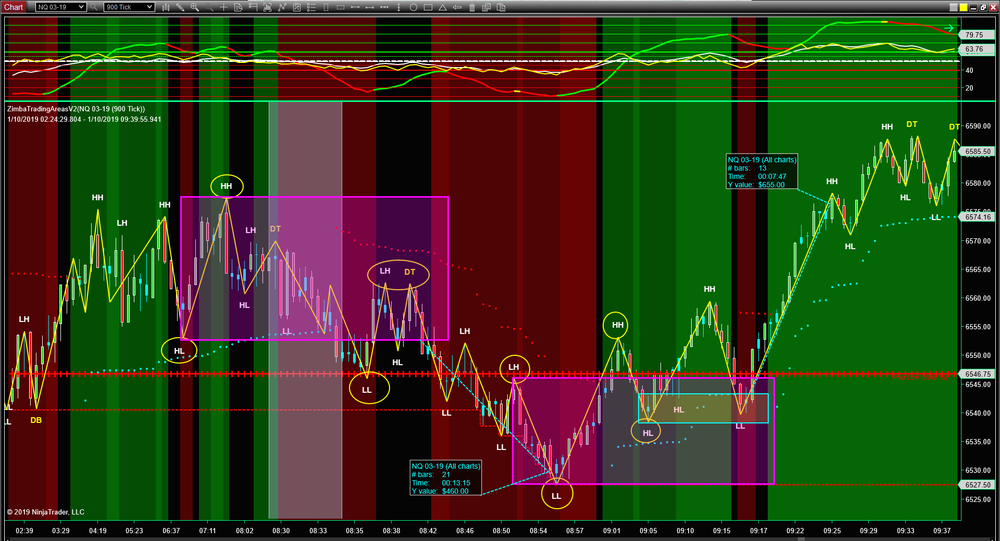 Chart
NQ 03-19
900 Tick
79.75
63.76
40
20
ZimbaTradingAreasV2(NQ 03-19 (900 Tick))
1/10/2019 02:24:29.804 - 1/10/2019 09:39:55.941
6590.00
HH
DT
DT
6585.50
NQ 03-19 (All charts)
# bars: 13
Time: 00:07:47
Y value: $655.00
HH
HH
6580.00
HH
HL
HH
LH
LH
DT
6574.16
LL
HL
6570.00
LH
DT
6565.00
HH
6560.00
HL
LH
HH
6555.00
LL
LH
HL
HL
6550.00
LH
6546.75
LL
6545.00
HL
LL
6540.00
DB
LL
HL
LL
6535.00
NQ 03-19 (All charts)
# bars: 21
Time: 00:13:15
Y value: $460.00
6530.00
6527.50
LL
6525.00
© 2019 NinjaTrader, LLC
02:39 03:29 04:19 05:23 06:37 07:11 08:02 08:30 08:33 08:35 08:38 08:42 08:46 08:50 08:54 08:57 09:01 09:05 09:10 09:15 09:17 09:22 09:25 09:29 09:33 09:37